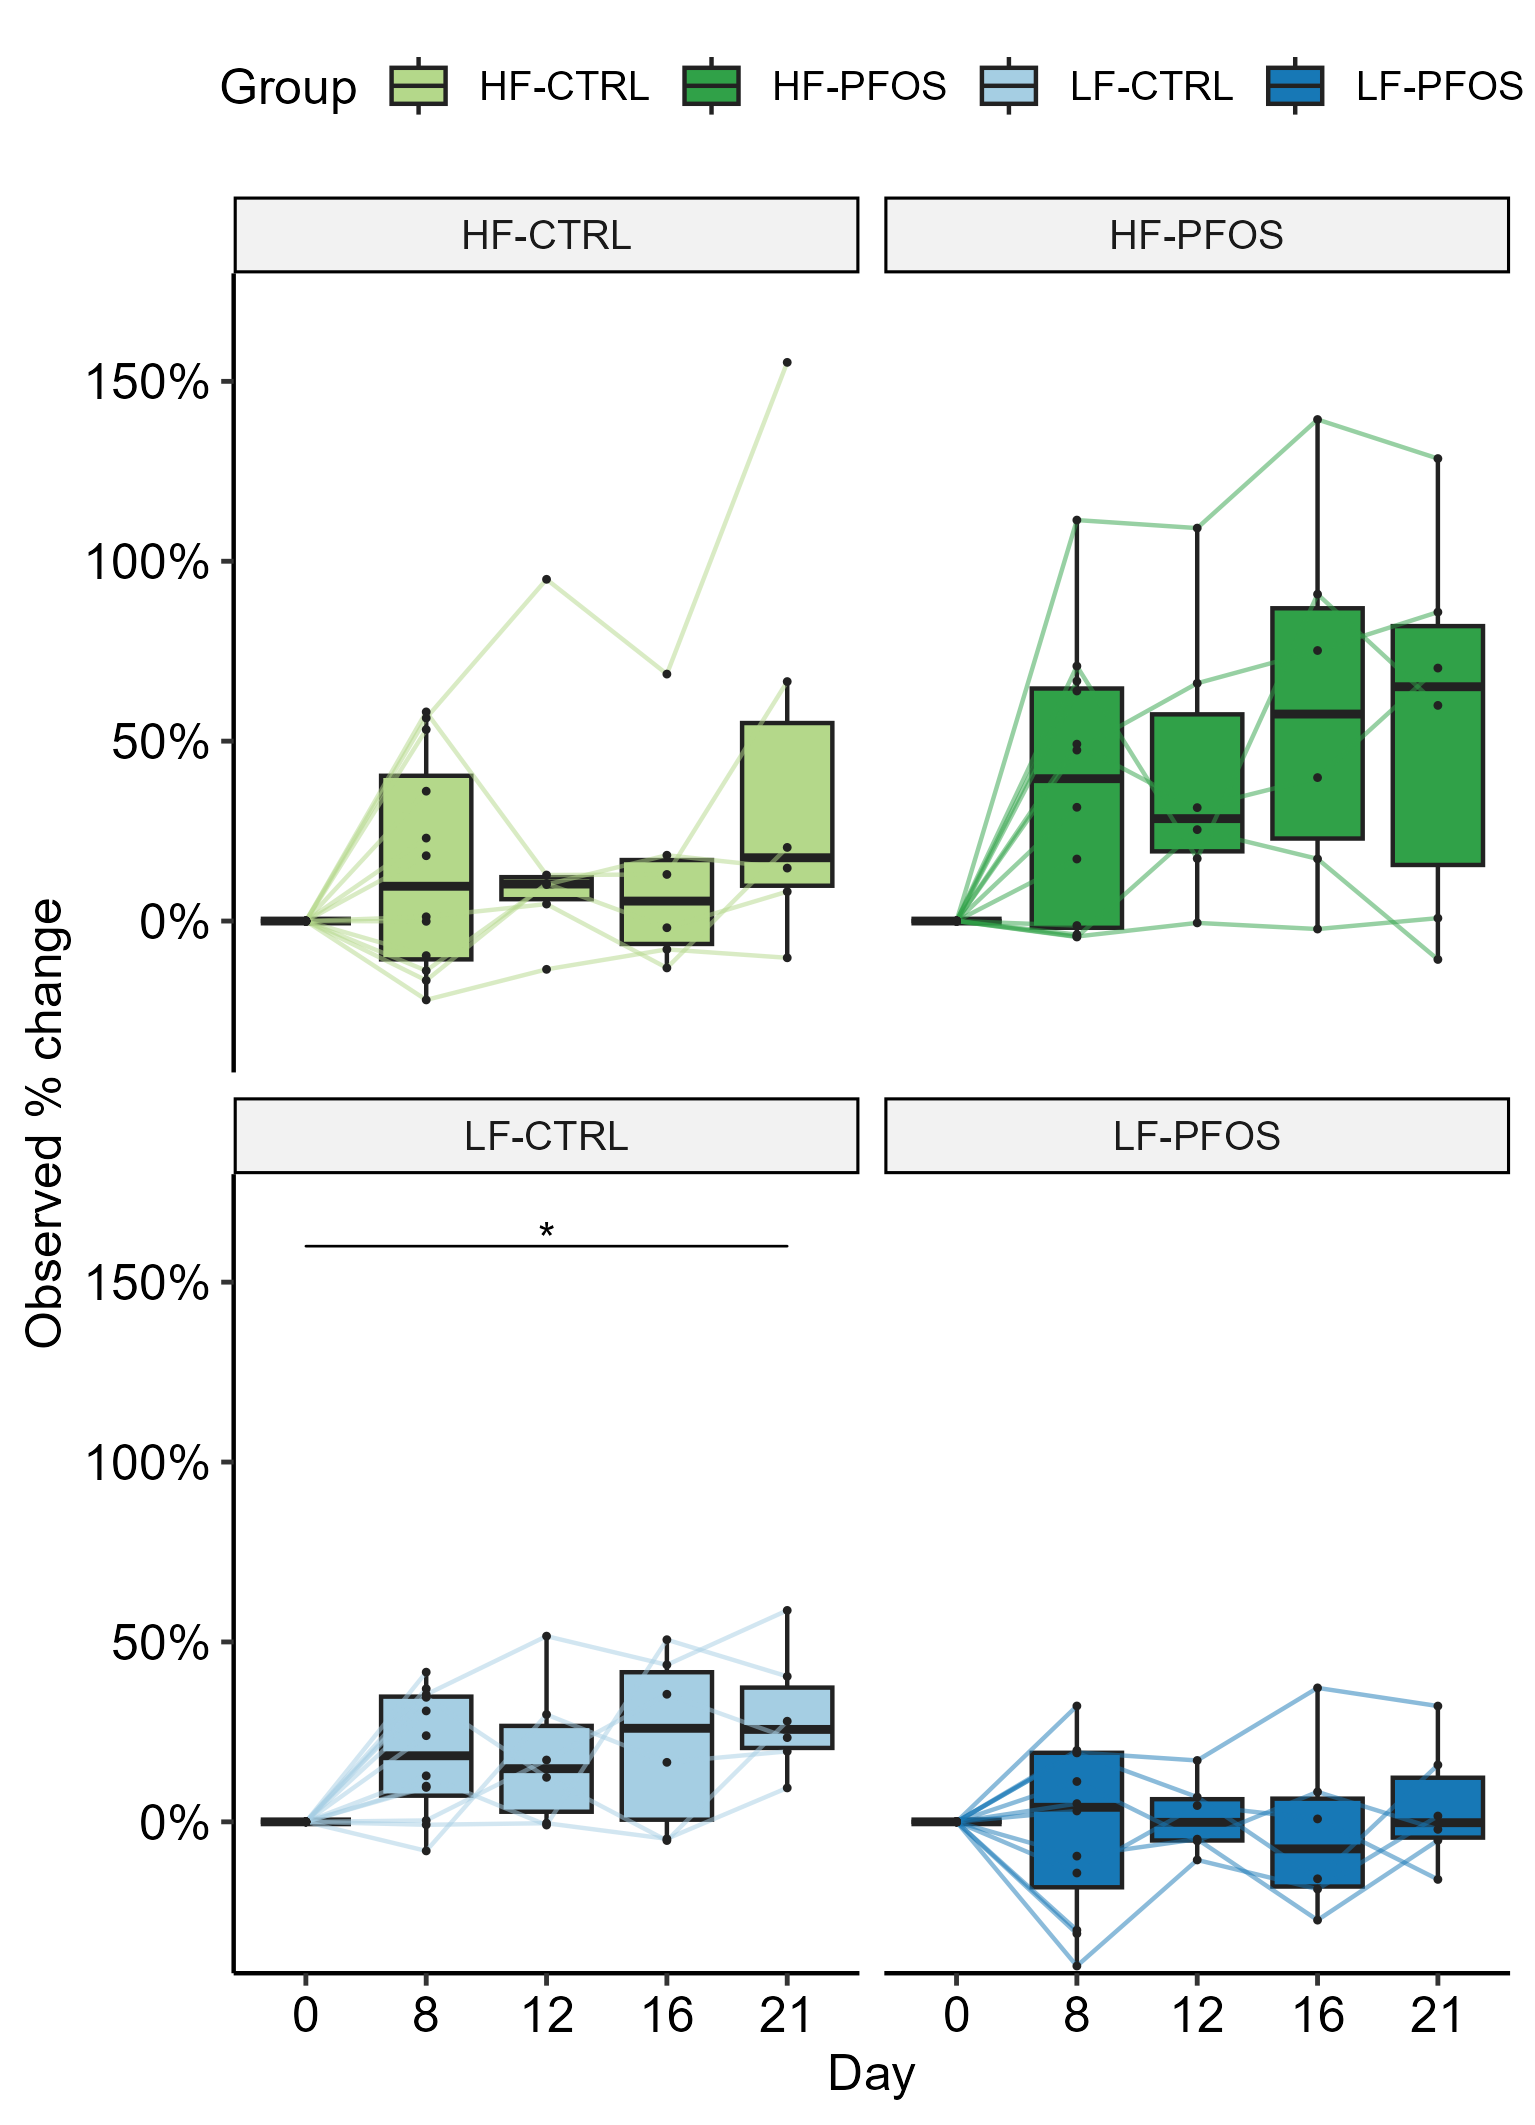 Group HF-CTRL HF-PFOS LF-CTRL LF-PFOS
HF-CTRL HF-PFOS
150%
100%
50%
0%
Observed % change
LF-CTRL LF-PFOS
*
150%
100%
50%
0%
0 8 12 16 21 0 8 12 16 21
Day